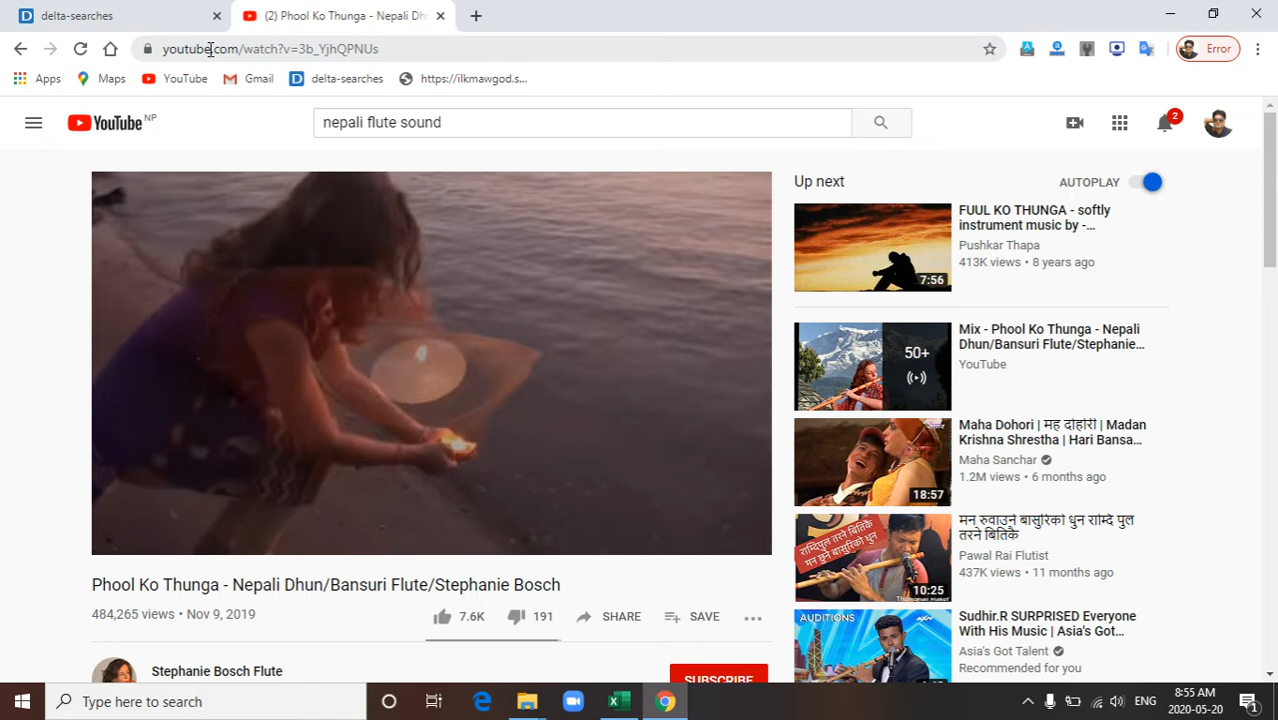 delta-searches
(2) Phool Ko Thunga - Nepali Dh
youtube.com/watch?v=3b_YjhQPNUs
Error
Apps
Maps
YouTube
Gmail
delta-searches
https://ilkmawgod.s...
YouTube NP
nepali flute sound
2
Up next
AUTOPLAY
FUUL KO THUNGA - softly
instrument music by -...
Pushkar Thapa
413K views • 8 years ago
7:56
Mix - Phool Ko Thunga - Nepali
Dhun/Bansuri Flute/Stephanie...
YouTube
50+
Maha Dohori | मह दोहोरी | Madan
Krishna Shrestha | Hari Bansa...
Maha Sanchar
1.2M views • 6 months ago
18:57
मन रुवाउने बासुरिको धुन राम्दि पुल
तरने बितिकै
Pawal Rai Flutist
437K views • 11 months ago
राम्दिपुल तरने बितिकै
मन छुने बाँसुरिको धुन
10:25
Sudhir.R SURPRISED Everyone
With His Music | Asia's Got...
Asia's Got Talent
Recommended for you
AUDITIONS
Phool Ko Thunga - Nepali Dhun/Bansuri Flute/Stephanie Bosch
484,265 views • Nov 9, 2019
7.6K
191
SHARE
SAVE
Stephanie Bosch Flute
SUBSCRIBE
Type here to search
ENG
8:55 AM
2020-05-20
1